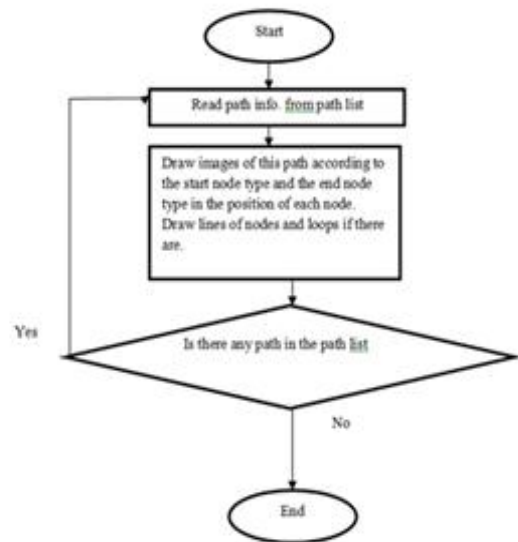 Start
Read path info. from path list
Draw images of this path according to
the start node type and the end node
type in the position of each node.
Draw lines of nodes and loops if there
are.
Yes
Is there any path in the path list
No
End